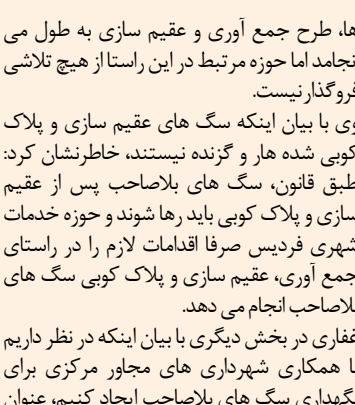 ها، طرح جمع آوری و عقیم سازی به طول می
نجامد اما حوزه مرتبط در این راستا از هیچ تلاشی
فروگذار نیست.
وی با بیان اینکه سگ های عقیم سازی و پلاک
کوبی شده هار و گزنده نیستند، خاطرنشان کرد:
طبق قانون، سگ های بلاصاحب پس از عقیم
سازی و پلاک کوبی باید رها شوند و حوزه خدمات
شهری فردیس صرفا اقدامات لازم را در راستای
جمع آوری، عقیم سازی و پلاک کوبی سگ های
بلاصاحب انجام می دهد.
غفاری در بخش دیگری با بیان اینکه در نظر داریم
با همکاری شهرداری های مجاور مرکزی برای
نگهداری سگ های بلاصاحب ایجاد کنیم، عنوان